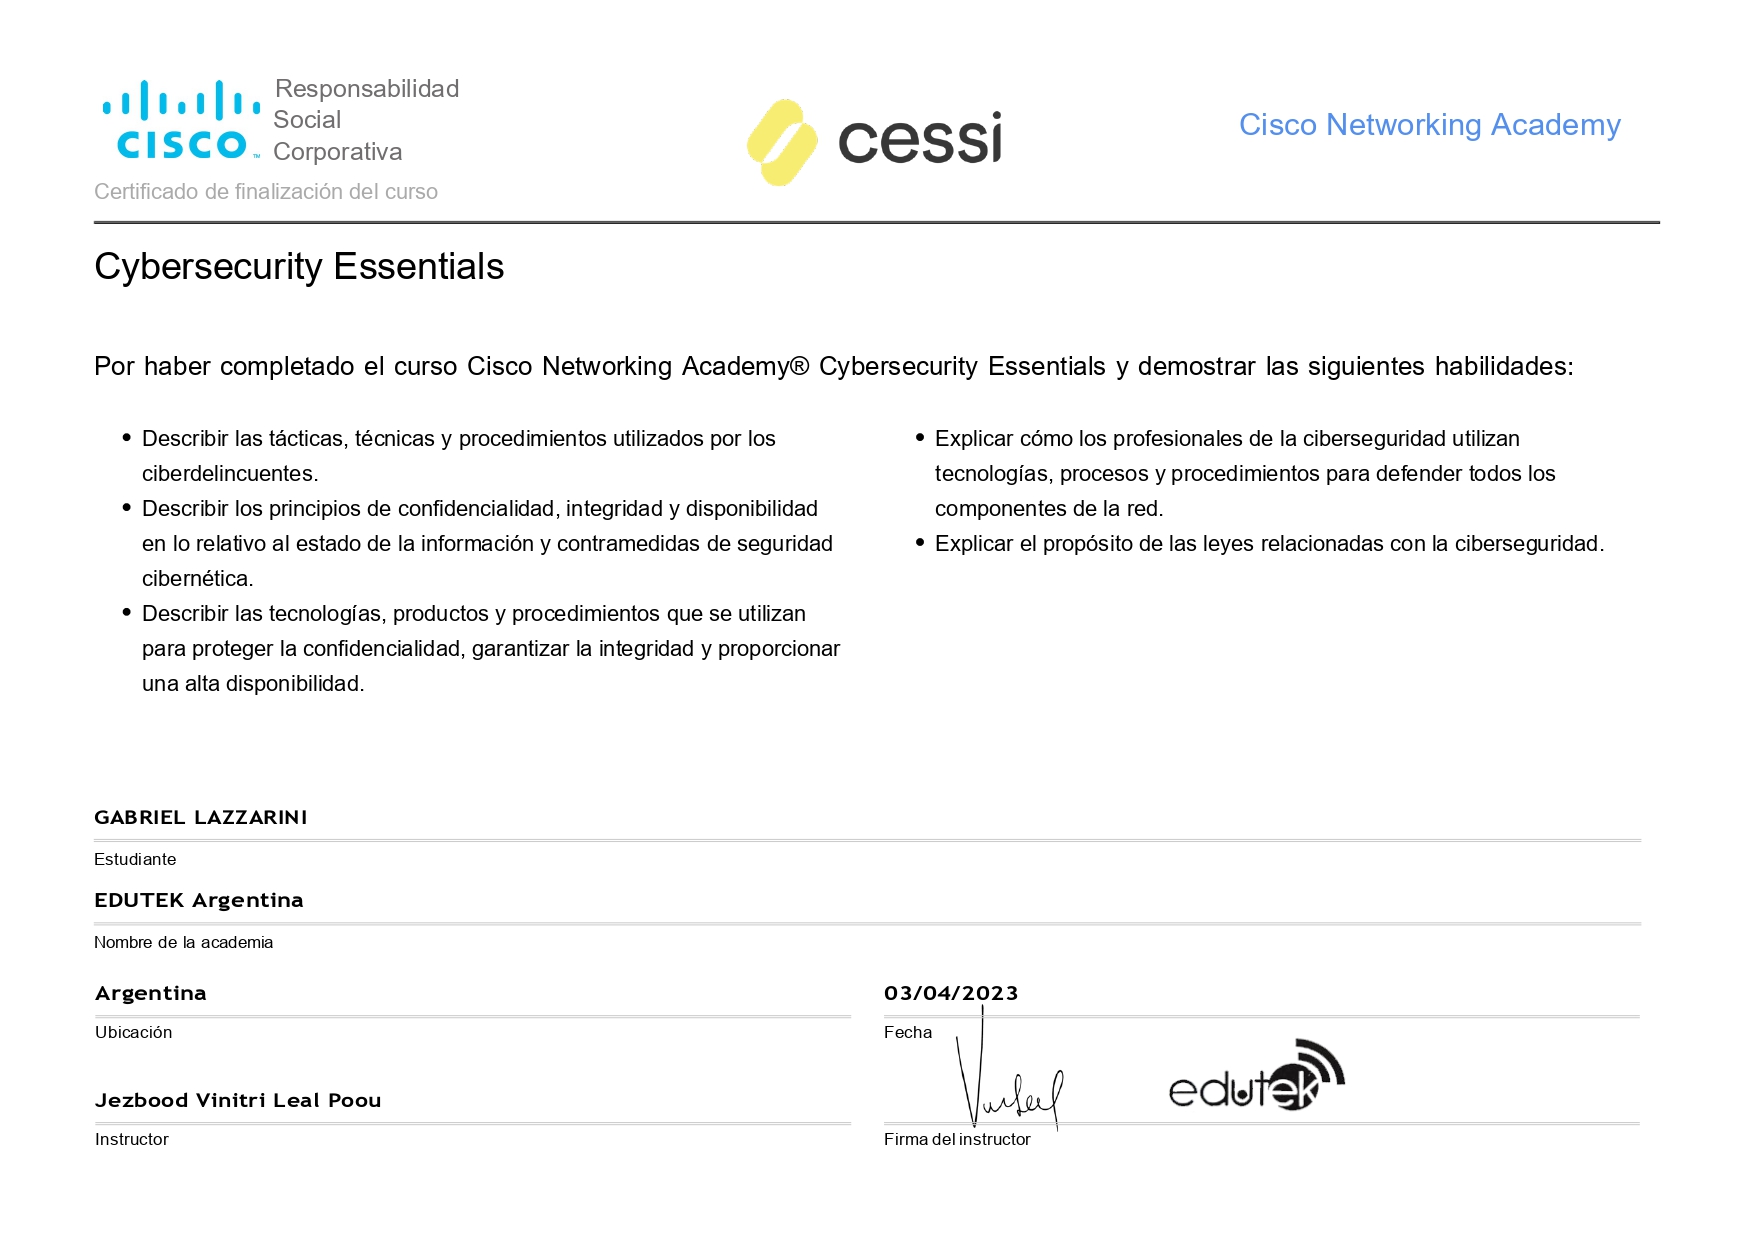 CISCO
Responsabilidad
Social
Corporativa
Certificado de finalización del curso
cessi
Cisco Networking Academy
Cybersecurity Essentials
Por haber completado el curso Cisco Networking Academy® Cybersecurity Essentials y demostrar las siguientes habilidades:
• Describir las tácticas, técnicas y procedimientos utilizados por los
ciberdelincuentes.
• Describir los principios de confidencialidad, integridad y disponibilidad
en lo relativo al estado de la información y contramedidas de seguridad
cibernética.
• Describir las tecnologías, productos y procedimientos que se utilizan
para proteger la confidencialidad, garantizar la integridad y proporcionar
una alta disponibilidad.
• Explicar cómo los profesionales de la ciberseguridad utilizan
tecnologías, procesos y procedimientos para defender todos los
componentes de la red.
• Explicar el propósito de las leyes relacionadas con la ciberseguridad.
GABRIEL LAZZARINI
Estudiante
EDUTEK Argentina
Nombre de la academia
Argentina
Ubicación
03/04/2023
Fecha
Jezbood Vinitri Leal Poou
Instructor
edutek
Firma del instructor